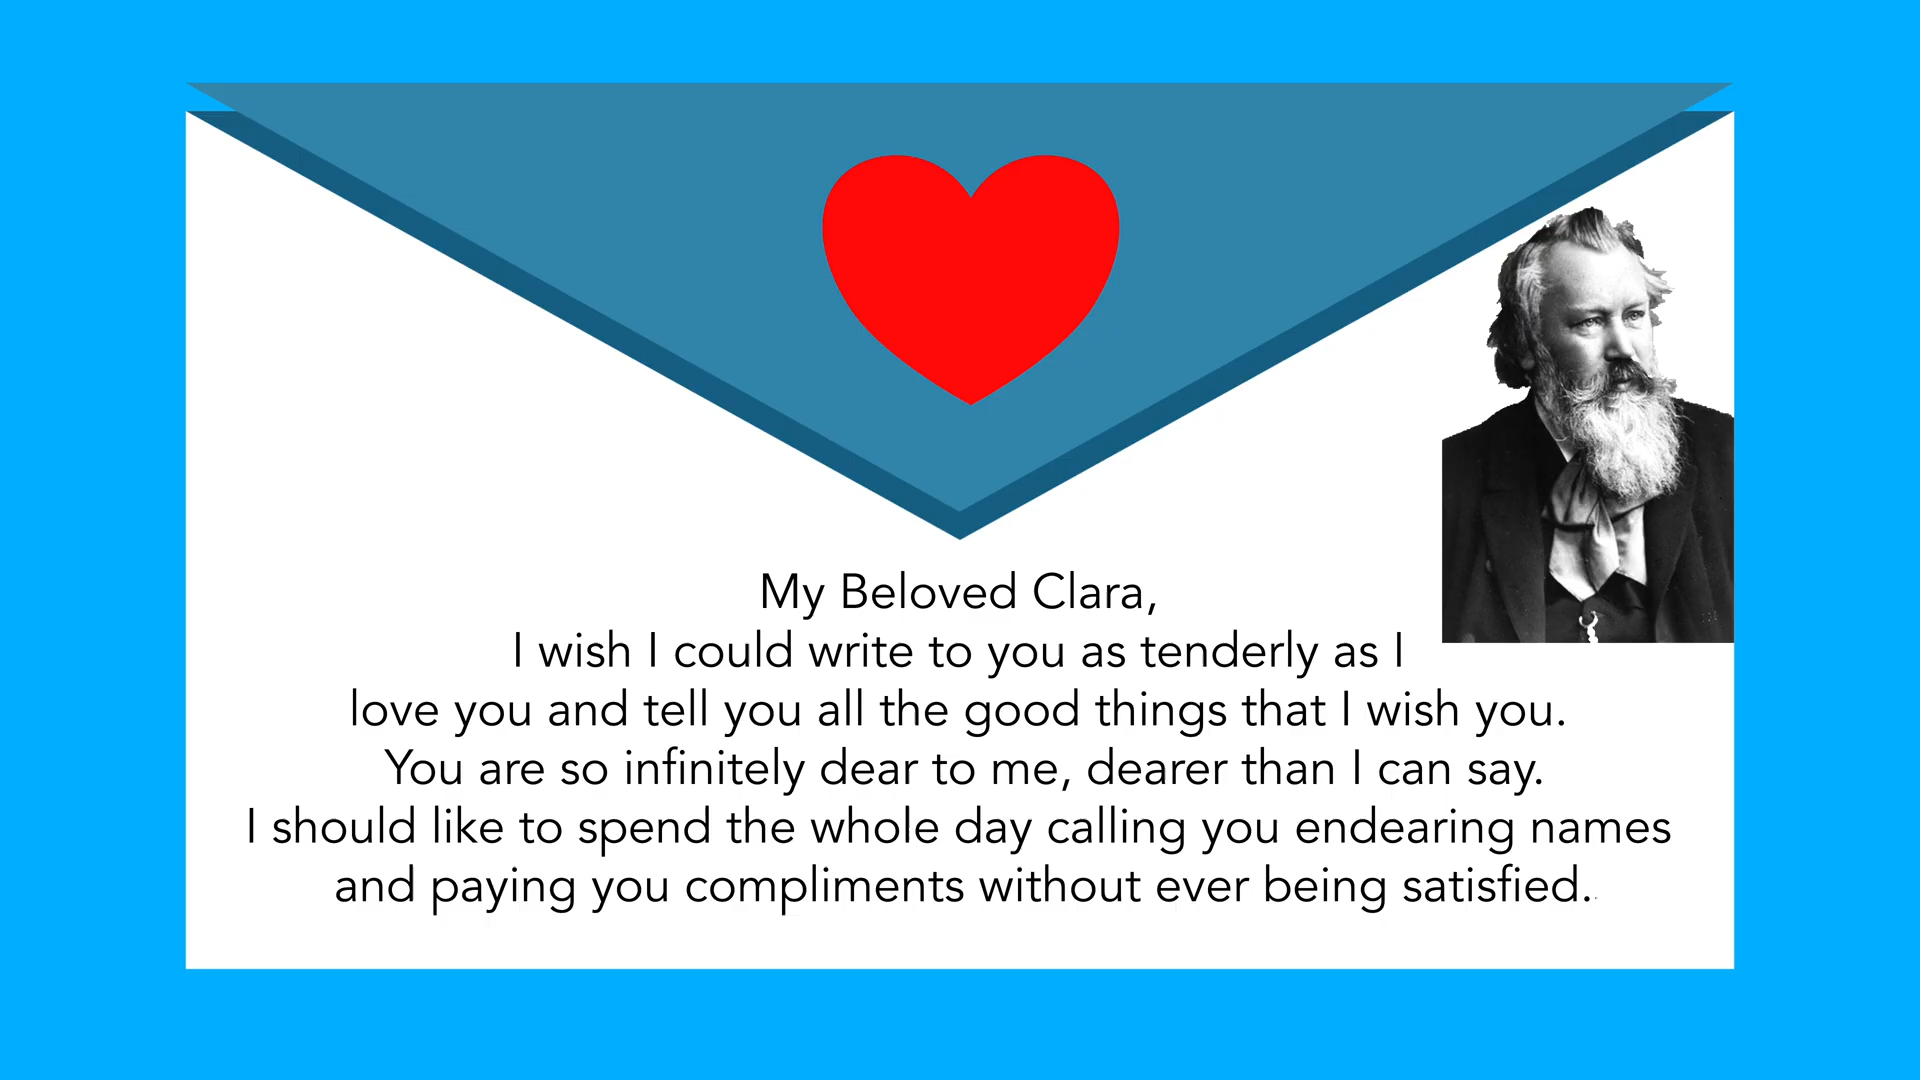 My Beloved Clara,
I wish I could write to you as tenderly as I
love you and tell you all the good things that I wish you.
You are so infinitely dear to me, dearer than I can say.
I should like to spend the whole day calling you endearing names
and paying you compliments without ever being satisfied.